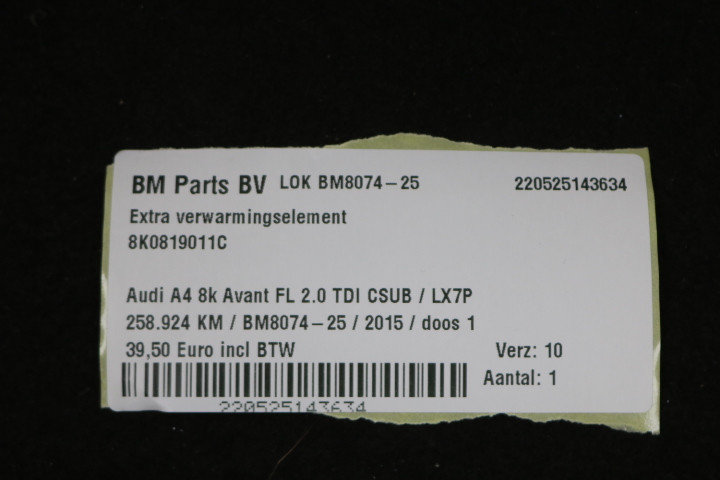 BM Parts BV LOK BM8074-25 220525143634
Extra verwarmingselement
8K0819011C
Audi A4 8k Avant FL 2.0 TDI CSUB / LX7P
258.924 KM / BM8074-25 / 2015 / doos 1
39,50 Euro incl BTW Verz: 10
Aantal: 1
220525143634